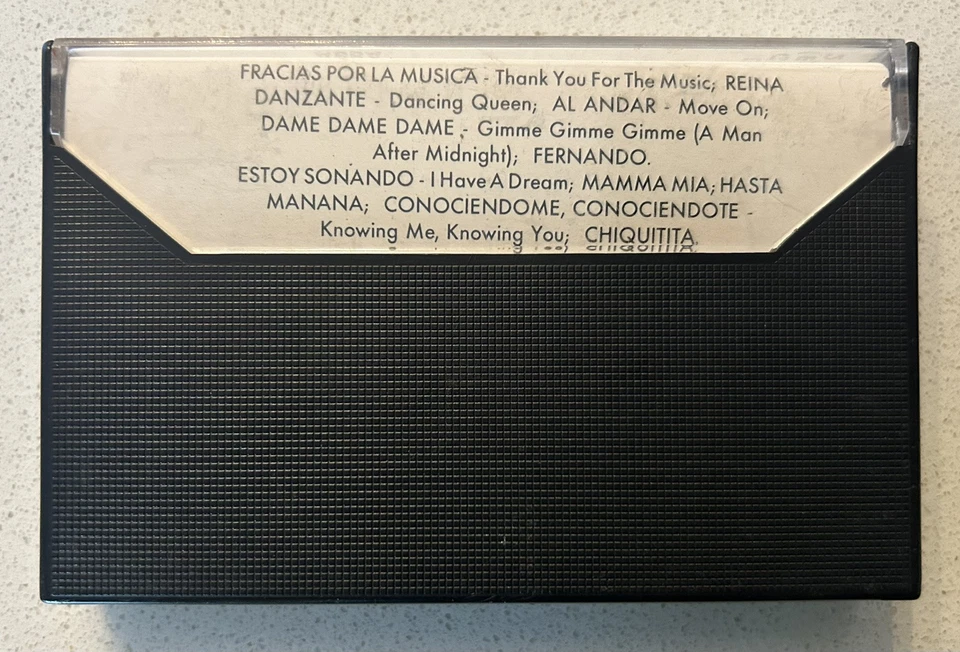 FRACIAS POR LA MUSICA - Thank You For The Music; REINA
DANZANTE - Dancing Queen; AL ANDAR - Move On;
DAME DAME DAME - Gimme Gimme Gimme (A Man
After Midnight); FERNANDO.
ESTOY SONANDO - I Have A Dream; MAMMA MIA; HASTA
MANANA; CONOCIENDOME, CONOCIENDOTE -
Knowing Me, Knowing You; CHIQUITITA.